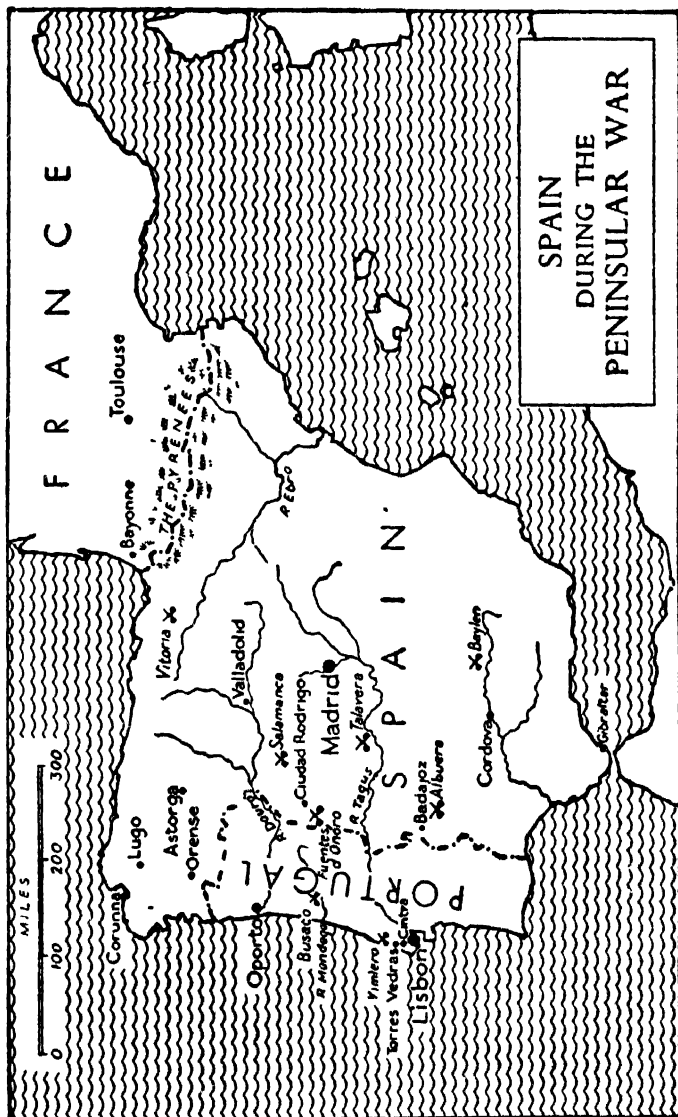 SPAIN
DURING THE
PENINSULAR WAR
MILES
0 100 200 300
FRANCE
Bayonne
Toulouse
THE PYRENEES
Corunna
Lugo
Astorga
Orense
Vitoria
R Ebro
Valladolid
Oporto
R. Douro
Salamanca
Ciudad Rodrigo
Busaco
R Mondego
Fuentes
d'Onoro
Madrid
Talavera
R Tagus
PORTUGAL
SPAIN
Vimiero
Torres Vedras
Cintra
Lisbon
Badajoz
Albuera
Cordova
Baylen
Gibraltar